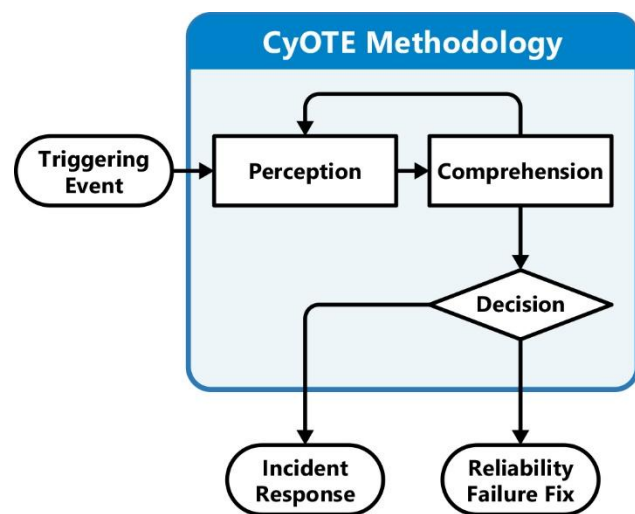 CyOTE Methodology
Triggering
Event
Perception
Comprehension
Decision
Incident
Response
Reliability
Failure Fix